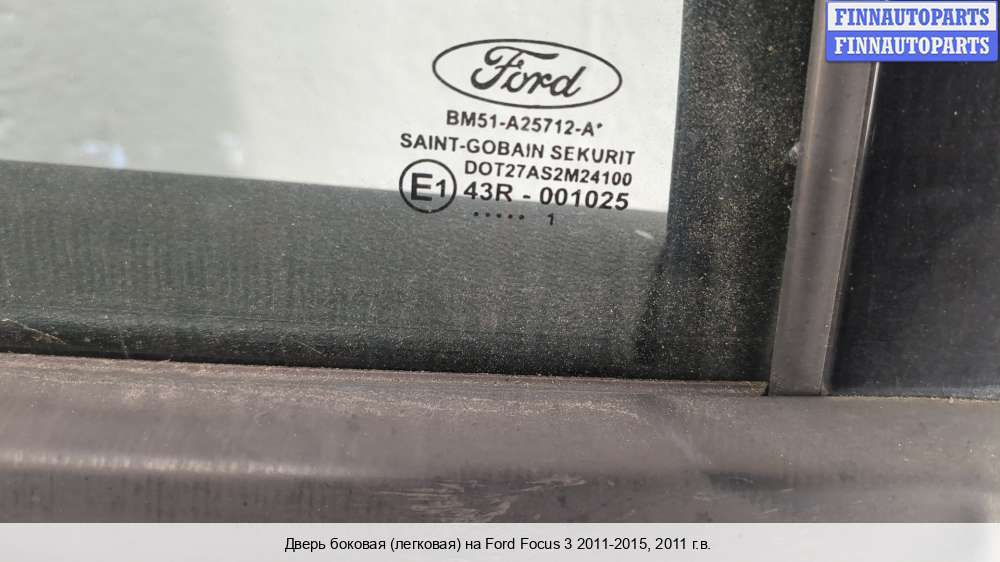 FINNAUTOPARTS
FINNAUTOPARTS
Ford
BM51-A25712-A*
SAINT-GOBAIN SEKURIT
DOT27AS2M24100
E1 43R - 001025
..... 1
Дверь боковая (легковая) на Ford Focus 3 2011-2015, 2011 г.в.